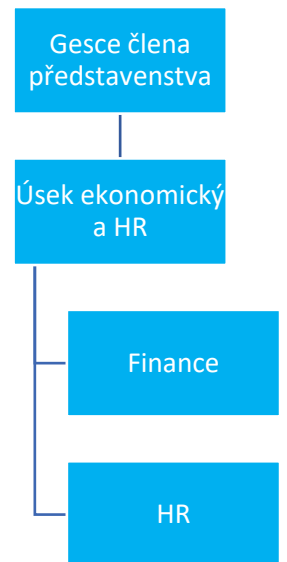 Gesce člena
představenstva
Úsek ekonomický
a HR
Finance
HR